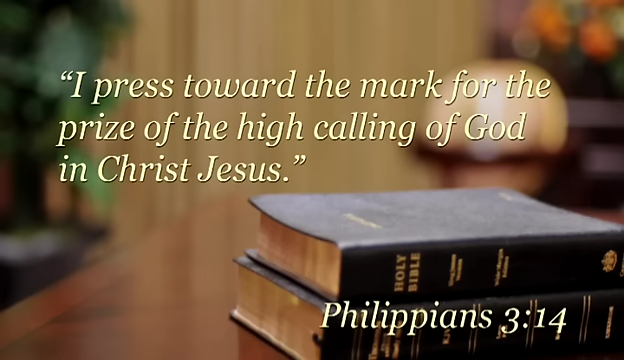 “I press toward the mark for the
prize of the high calling of God
in Christ Jesus.”
HOLY
BIBLE
Philippians 3:14